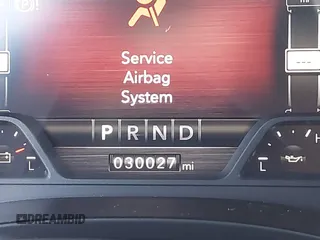 Service
Airbag
System
P R N D
030027 mi
L
L
H
DREAMBID